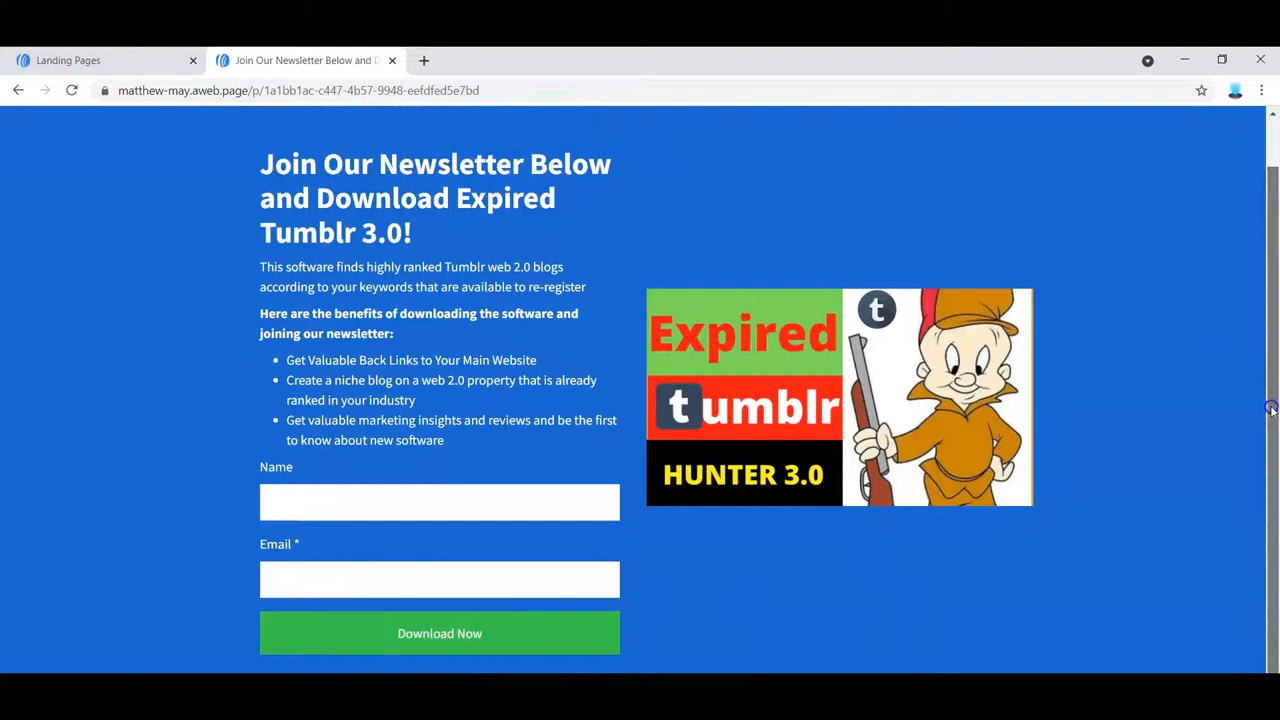 Landing Pages
Join Our Newsletter Below and D
matthew-may.aweb.page/p/1a1bb1ac-c447-4b57-9948-eefdfed5e7bd
Join Our Newsletter Below
and Download Expired
Tumblr 3.0!
This software finds highly ranked Tumblr web 2.0 blogs
according to your keywords that are available to re-register
Here are the benefits of downloading the software and
joining our newsletter:
Get Valuable Back Links to Your Main Website
Create a niche blog on a web 2.0 property that is already
ranked in your industry
Get valuable marketing insights and reviews and be the first
to know about new software
Name
Email *
Download Now
Expired
tumblr
HUNTER 3.0
t